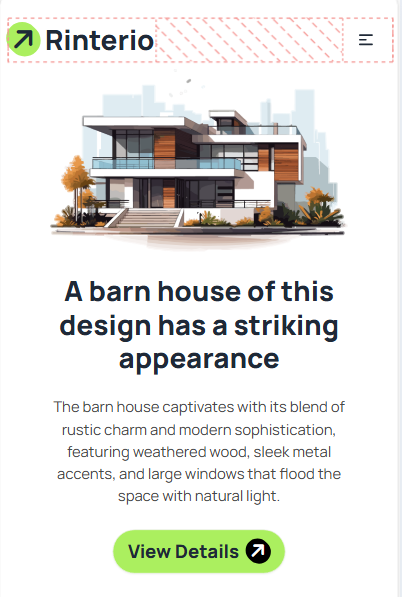 Rinterio
A barn house of this
design has a striking
appearance
The barn house captivates with its blend of
rustic charm and modern sophistication,
featuring weathered wood, sleek metal
accents, and large windows that flood the
space with natural light.
View Details